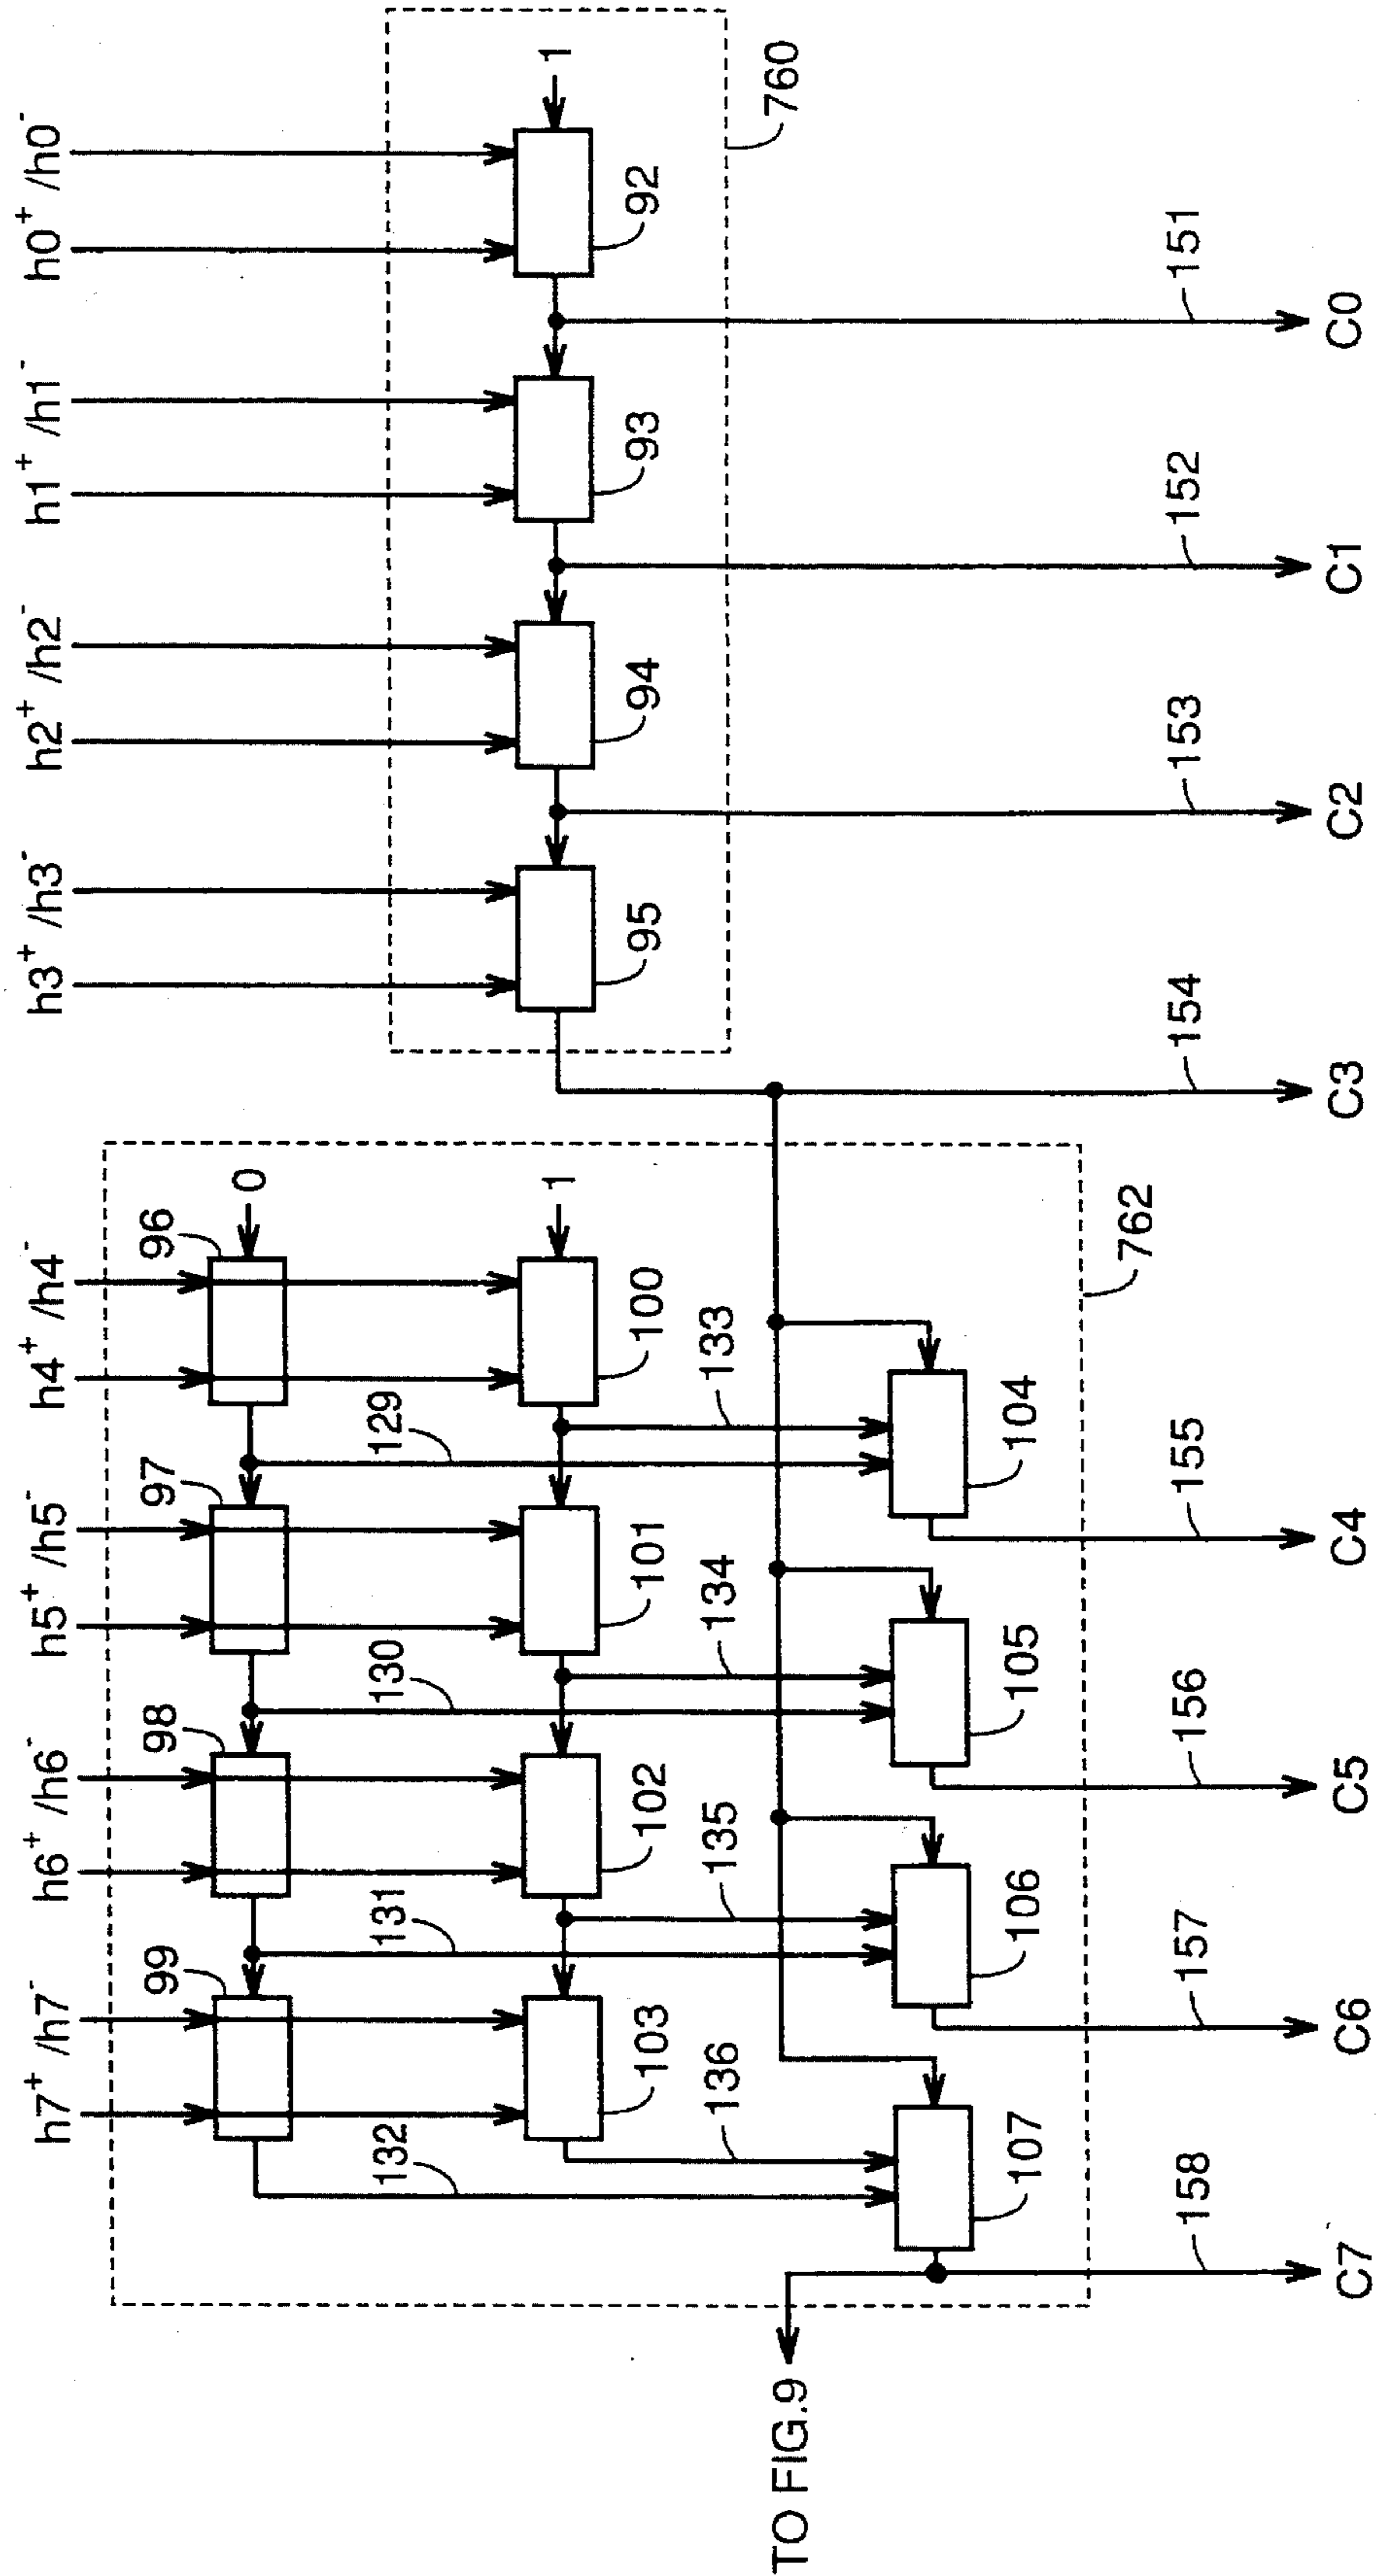 h7⁺ /h7⁻ h6⁺ /h6⁻ h5⁺ /h5⁻ h4⁺ /h4⁻ h3⁺ /h3⁻ h2⁺ /h2⁻ h1⁺ /h1⁻ h0⁺ /h0⁻
99 98 97 96 0
132 131 130 129
103 102 101 100 1 95 94 93 92 1
136 135 134 133 760
TO FIG.9
107 106 105 104
762
158 157 156 155 154 153 152 151
C7 C6 C5 C4 C3 C2 C1 C0